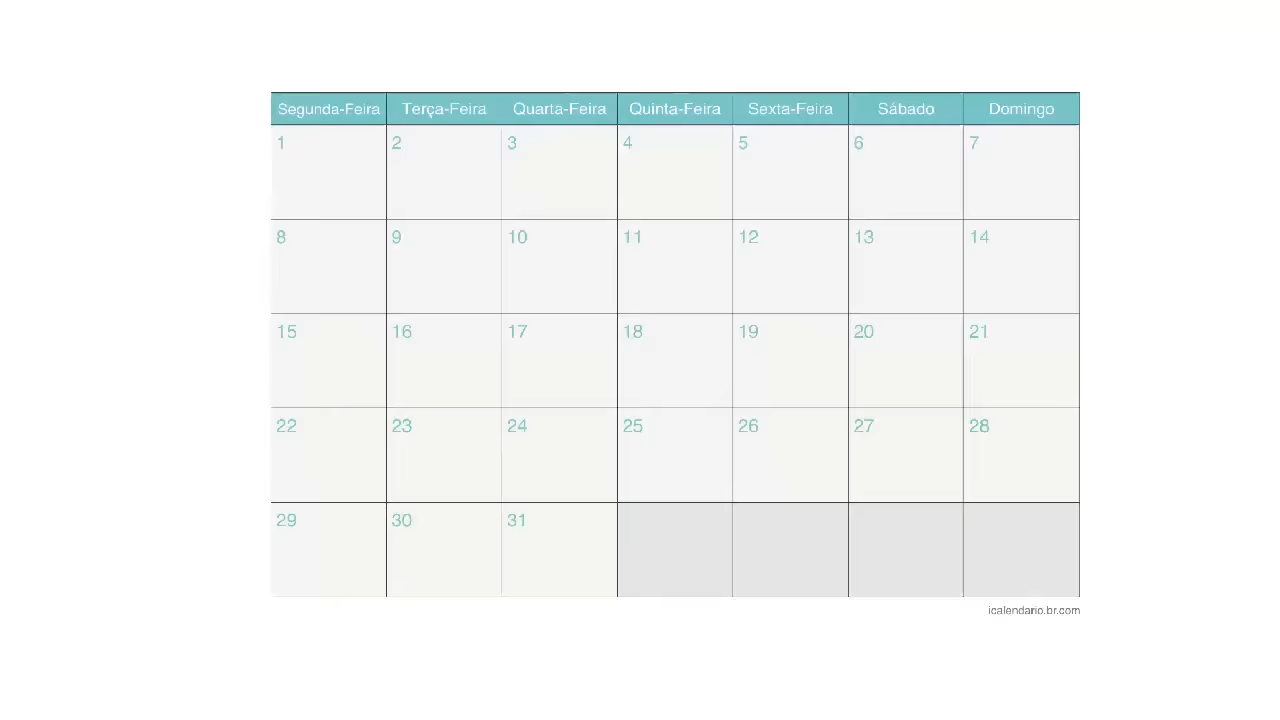 Segunda-Feira Terça-Feira Quarta-Feira Quinta-Feira Sexta-Feira Sábado Domingo
1 2 3 4 5 6 7
8 9 10 11 12 13 14
15 16 17 18 19 20 21
22 23 24 25 26 27 28
29 30 31
icalendario.br.com